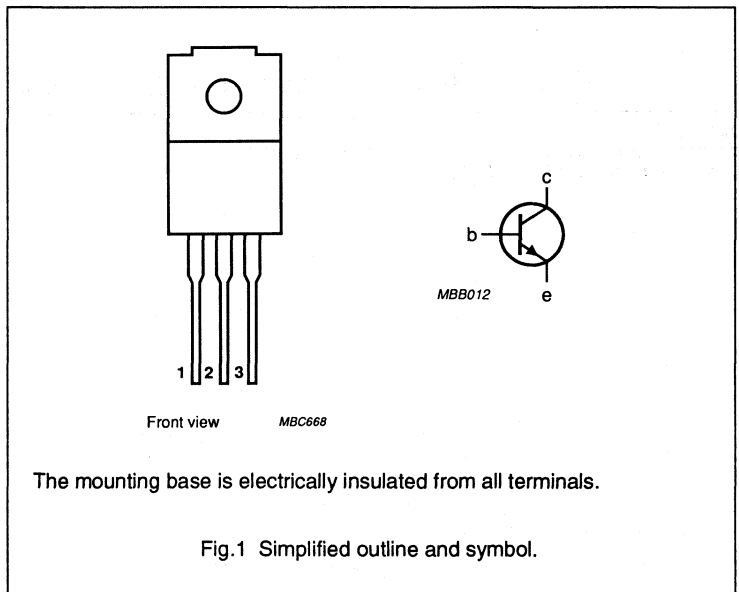 c
b
MBB012
e
1 2 3
Front view MBC668
The mounting base is electrically insulated from all terminals.
Fig.1 Simplified outline and symbol.